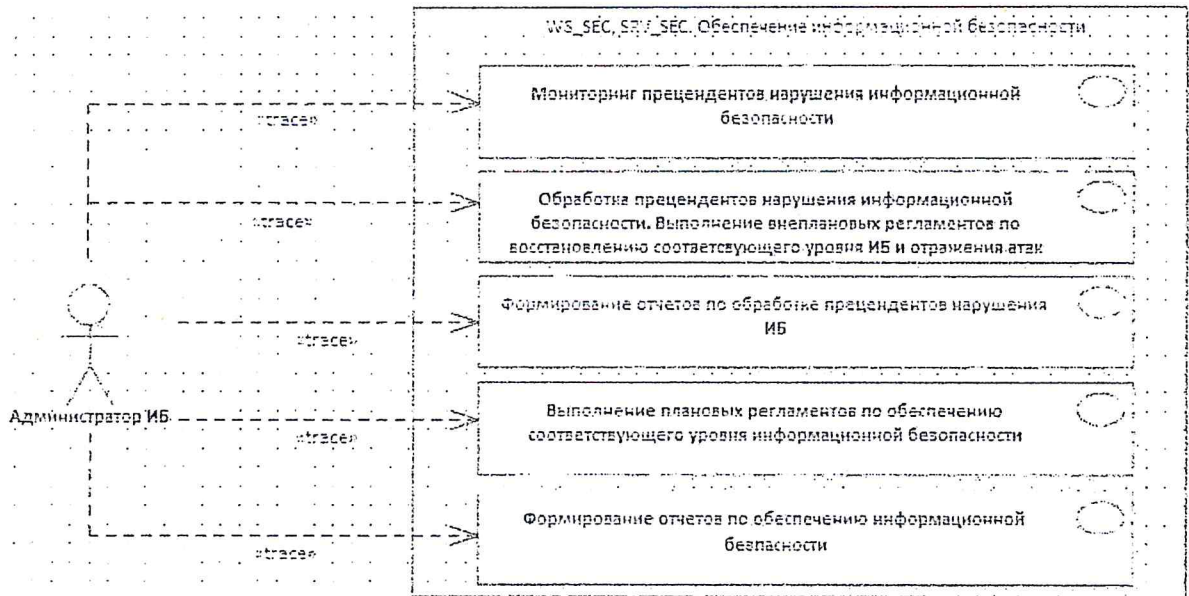 WS_SEC, SRV_SEC. Обеспечение информационной безопасности
Мониторинг прецендентов нарушения информационной
безопасности
«trace»
Обработка прецендентов нарушения информационной
безопасности. Выполнение внеплановых регламентов по
восстановлению соответсвующего уровня ИБ и отражения атак
«trace»
Формирование отчетов по обработке прецендентов нарушения
ИБ
«trace»
Администратор ИБ
Выполнение плановых регламентов по обеспечению
соответствующего уровня информационной безопасности
«trace»
Формирование отчетов по обеспечению информационной
безпасности
«trace»